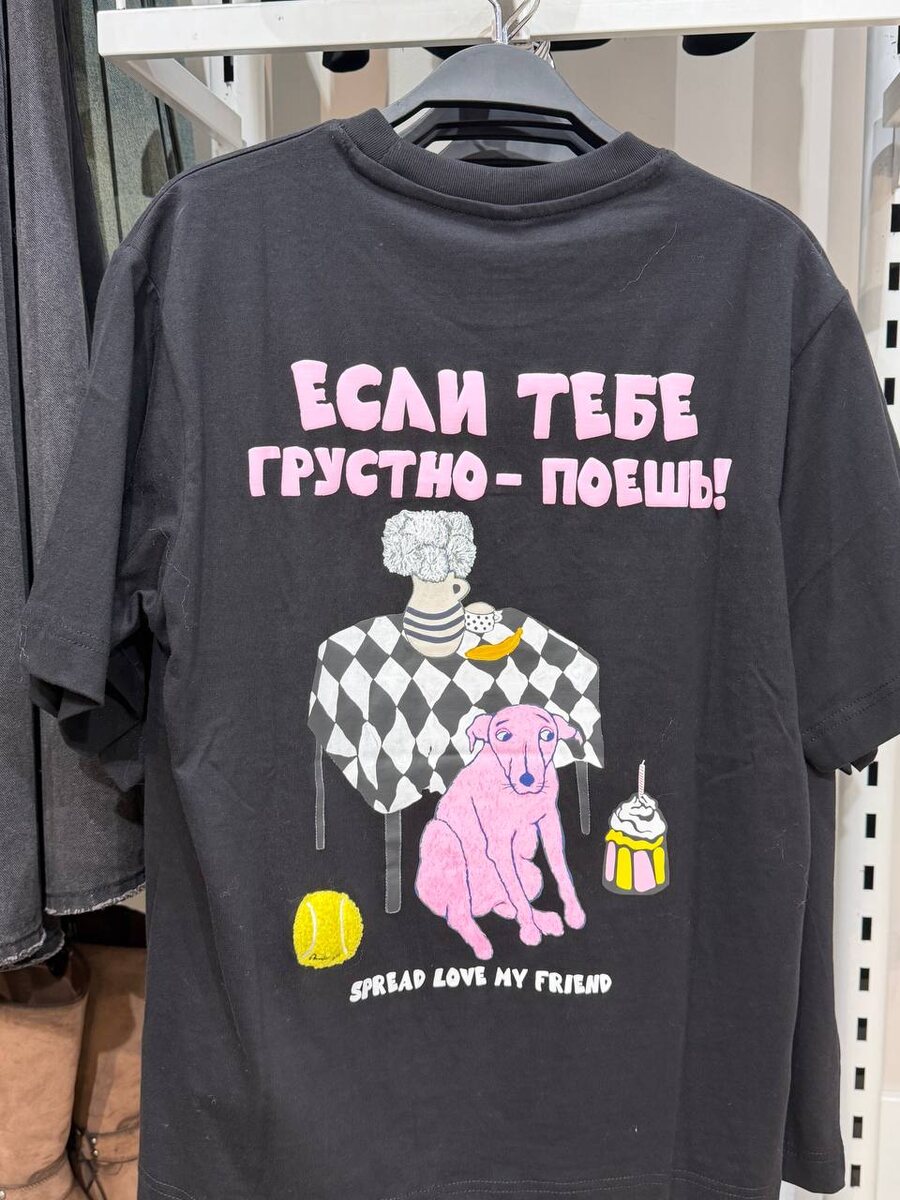 ЕСЛИ ТЕБЕ
ГРУСТНО - ПОЕШЬ!
SPREAD LOVE MY FRIEND